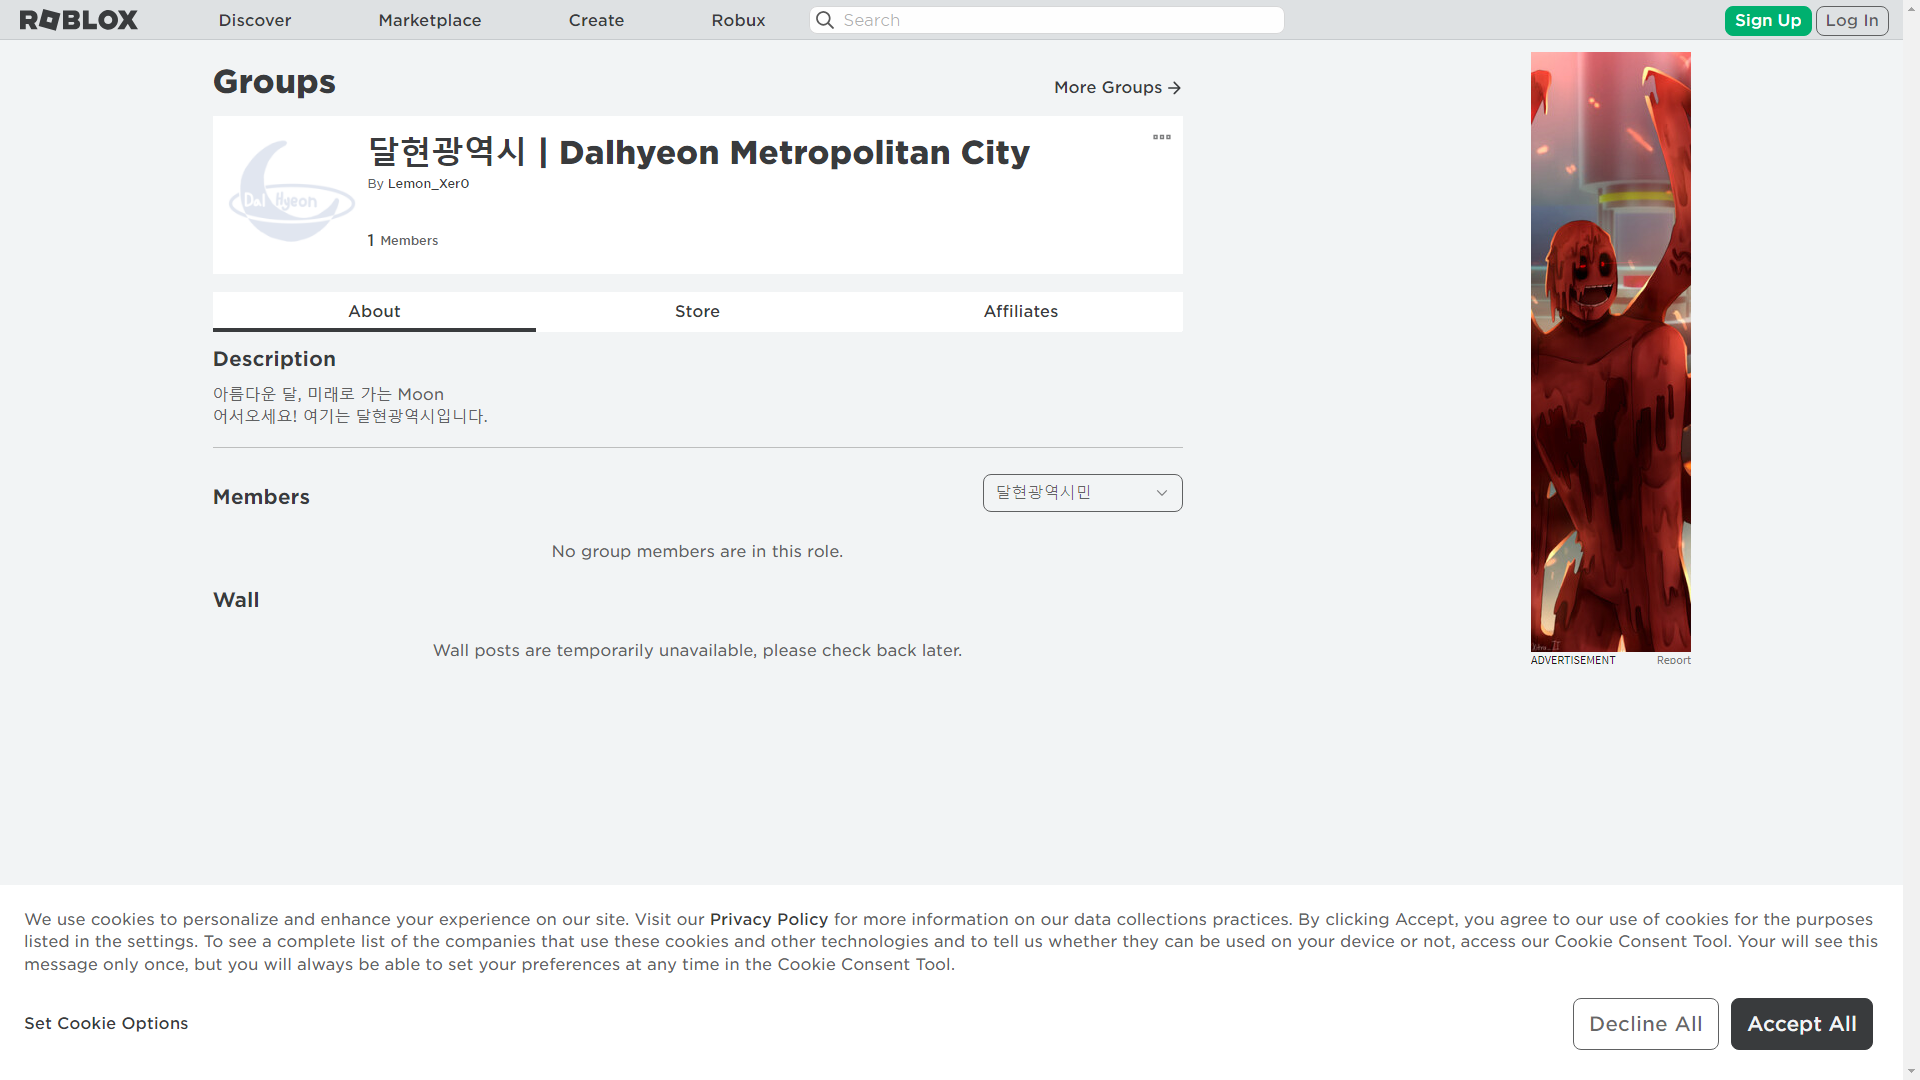 ROBLOX
Discover
Marketplace
Create
Robux
Search
Sign Up
Log In
Groups
More Groups
달현광역시 | Dalhyeon Metropolitan City
By Lemon_Xer0
Dal Hyeon
1 Members
About
Store
Affiliates
Description
아름다운 달, 미래로 가는 Moon
어서오세요! 여기는 달현광역시입니다.
Members
달현광역시민
No group members are in this role.
Wall
Wall posts are temporarily unavailable, please check back later.
ADVERTISEMENT
Report
We use cookies to personalize and enhance your experience on our site. Visit our Privacy Policy for more information on our data collections practices. By clicking Accept, you agree to our use of cookies for the purposes
listed in the settings. To see a complete list of the companies that use these cookies and other technologies and to tell us whether they can be used on your device or not, access our Cookie Consent Tool. Your will see this
message only once, but you will always be able to set your preferences at any time in the Cookie Consent Tool.
Set Cookie Options
Decline All
Accept All